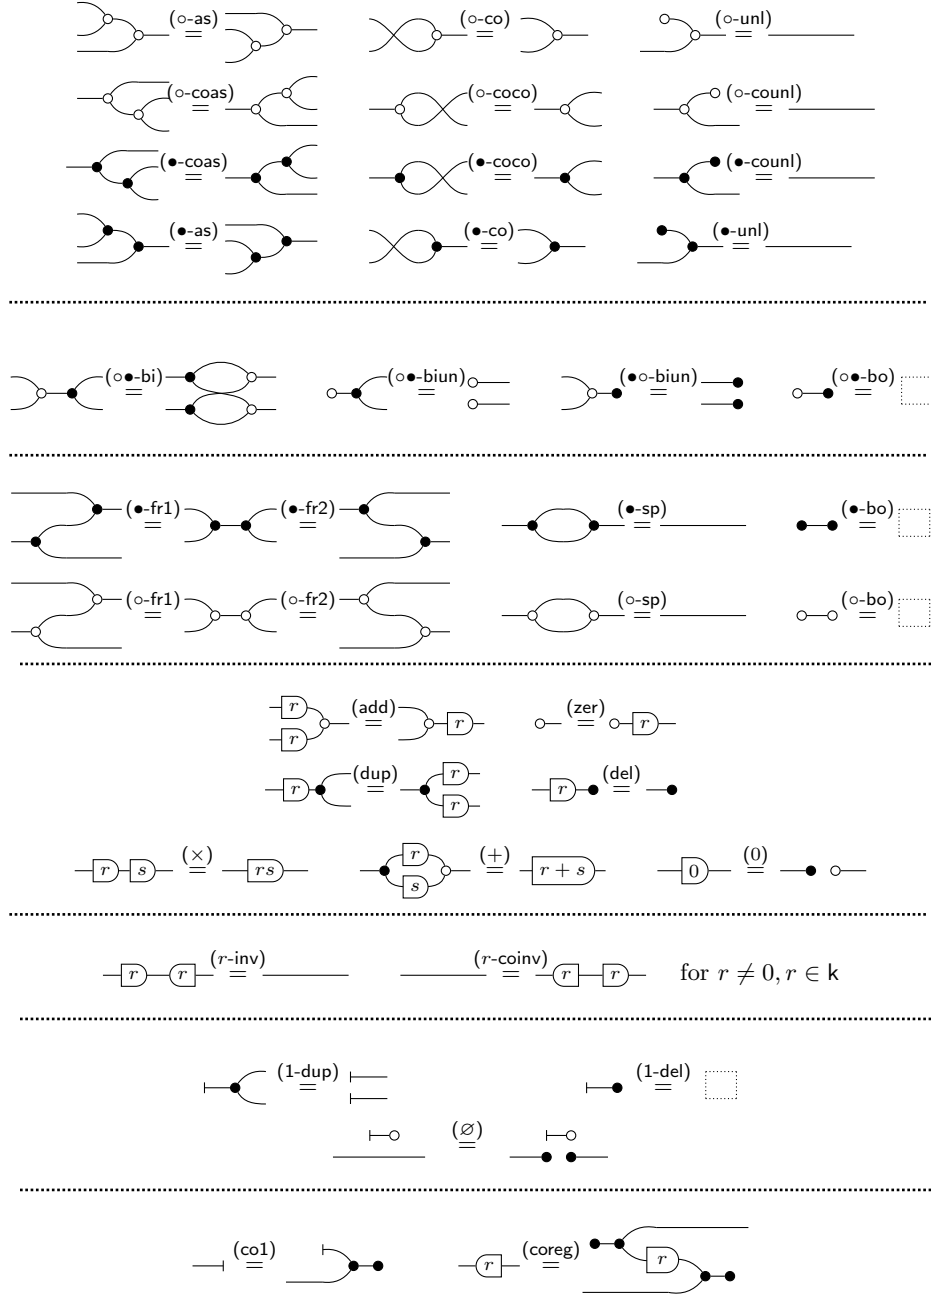 (○-as) = (○-co) = (○-unl) =
(○-coas) = (○-coco) = (○-counl) =
(●-coas) = (●-coco) = (●-counl) =
(●-as) = (●-co) = (●-unl) =
(○●-bi) = (○●-biun) = (●○-biun) = (○●-bo) =
(●-fr1) = (●-fr2) = (●-sp) = (●-bo) =
(○-fr1) = (○-fr2) = (○-sp) = (○-bo) =
r r (add) = r (zer) = r
r (dup) = r r r (del) =
r s (×) = rs r s (+) = r + s 0 (0) =
r r (r-inv) = (r-coinv) = r r for r ≠ 0, r ∈ k
(1-dup) = (1-del) =
(∅) =
(co1) = r (coreg) = r